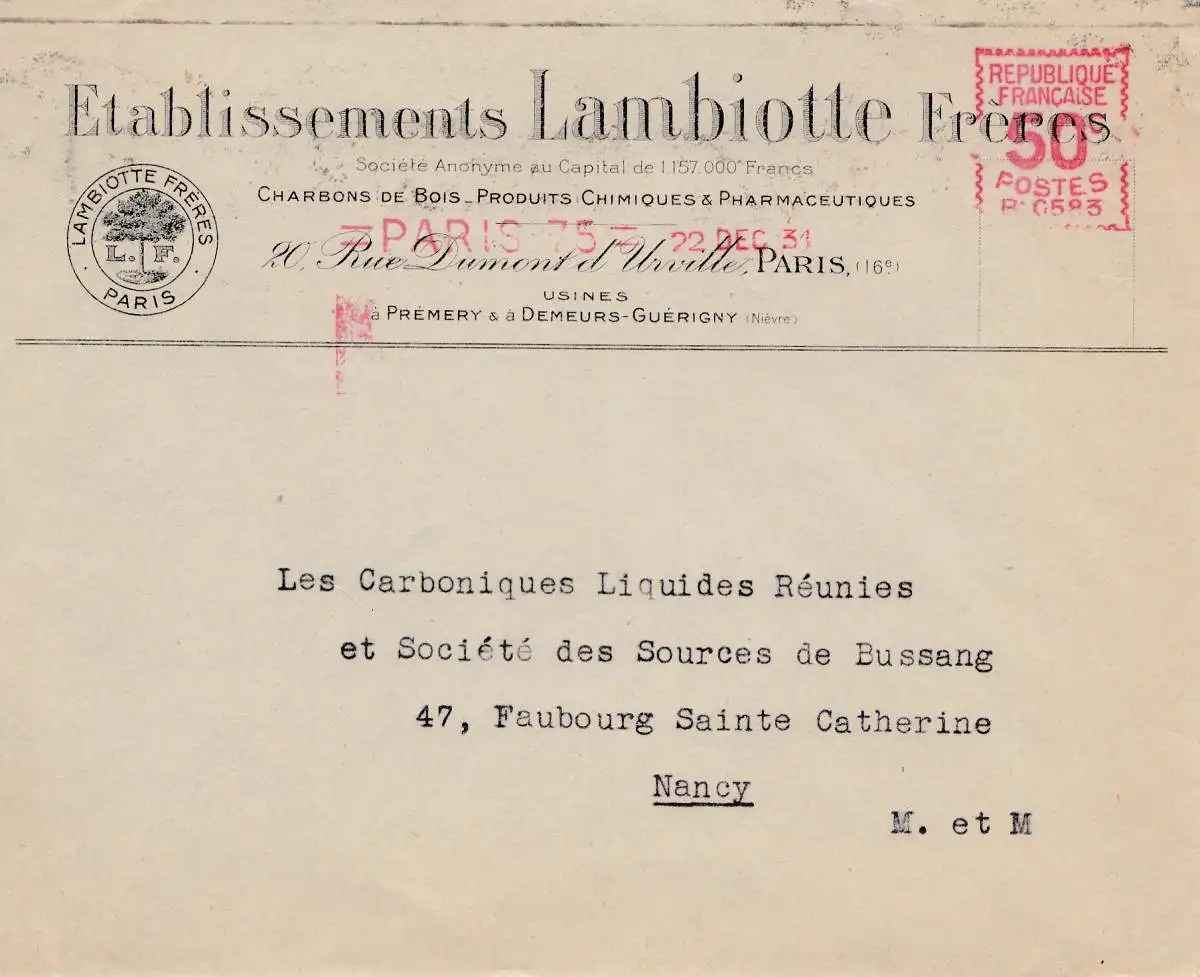 Etablissements Lambiotte Frères
Société Anonyme au Capital de 1.157.000 Francs
CHARBONS DE BOIS_PRODUITS CHIMIQUES & PHARMACEUTIQUES
20, Rue Dumont d'Urville, PARIS, (16e)
USINES
à PRÉMERY & à DEMEURS-GUÉRIGNY (Nièvre)
LAMBIOTTE FRÈRES
L. F.
PARIS
REPUBLIQUE
FRANÇAISE
50
POSTES
0583
PARIS 75
22 DEC 31
Les Carboniques Liquides Réunies
et Société des Sources de Bussang
47, Faubourg Sainte Catherine
Nancy
M. et M